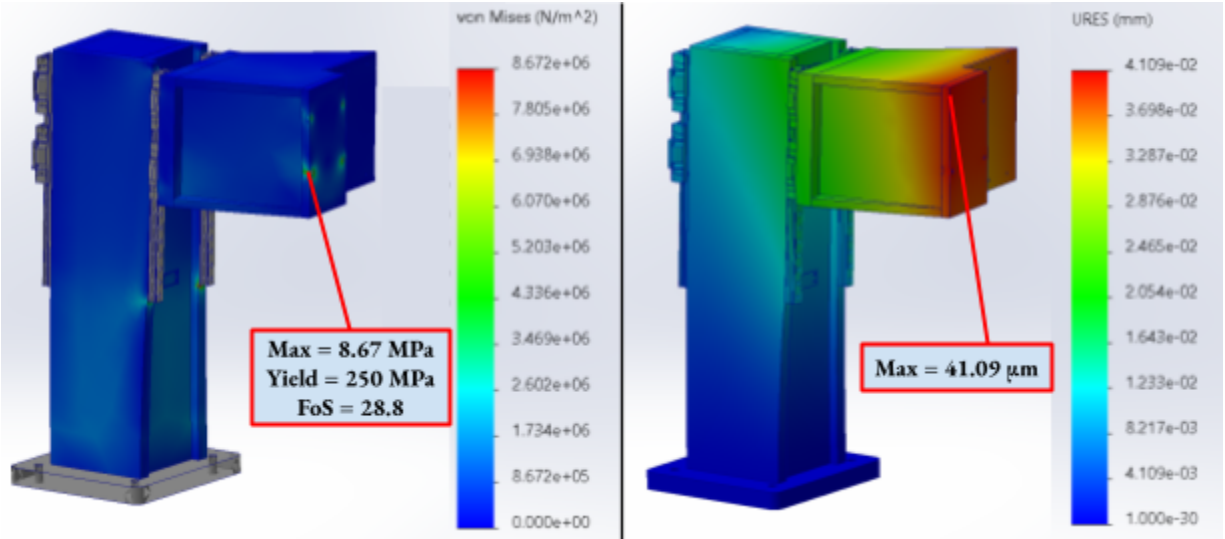 von Mises (N/m^2)
8.672e+06
7.805e+06
6.938e+06
6.070e+06
5.203e+06
4.336e+06
3.469e+06
2.602e+06
1.734e+06
8.672e+05
0.000e+00
Max = 8.67 MPa
Yield = 250 MPa
FoS = 28.8
URES (mm)
4.109e-02
3.698e-02
3.287e-02
2.876e-02
2.465e-02
2.054e-02
1.643e-02
1.233e-02
8.217e-03
4.109e-03
1.000e-30
Max = 41.09 μm